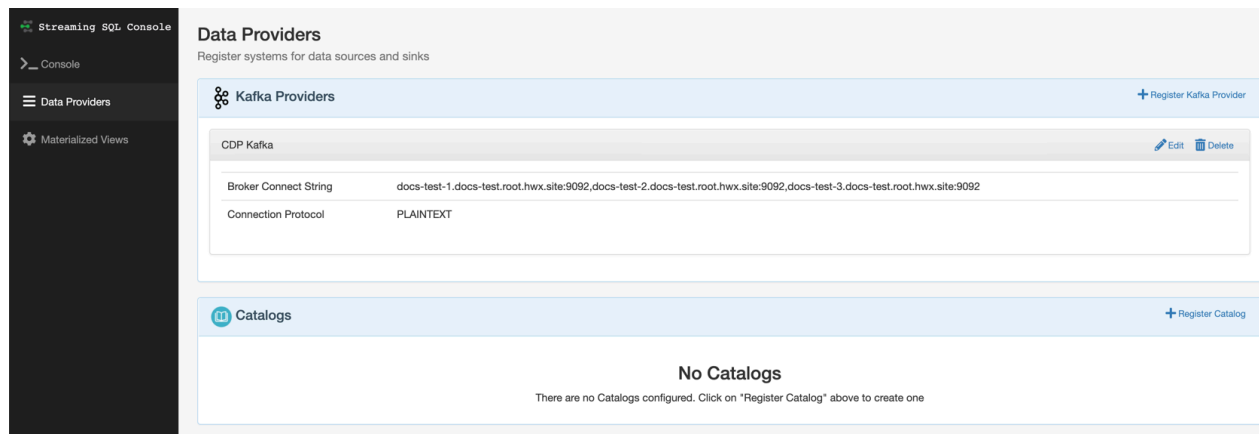 Streaming SQL Console
Console
Data Providers
Materialized Views
Data Providers
Register systems for data sources and sinks
Kafka Providers
Register Kafka Provider
CDP Kafka
Edit
Delete
Broker Connect String
docs-test-1.docs-test.root.hwx.site:9092,docs-test-2.docs-test.root.hwx.site:9092,docs-test-3.docs-test.root.hwx.site:9092
Connection Protocol
PLAINTEXT
Catalogs
Register Catalog
No Catalogs
There are no Catalogs configured. Click on "Register Catalog" above to create one